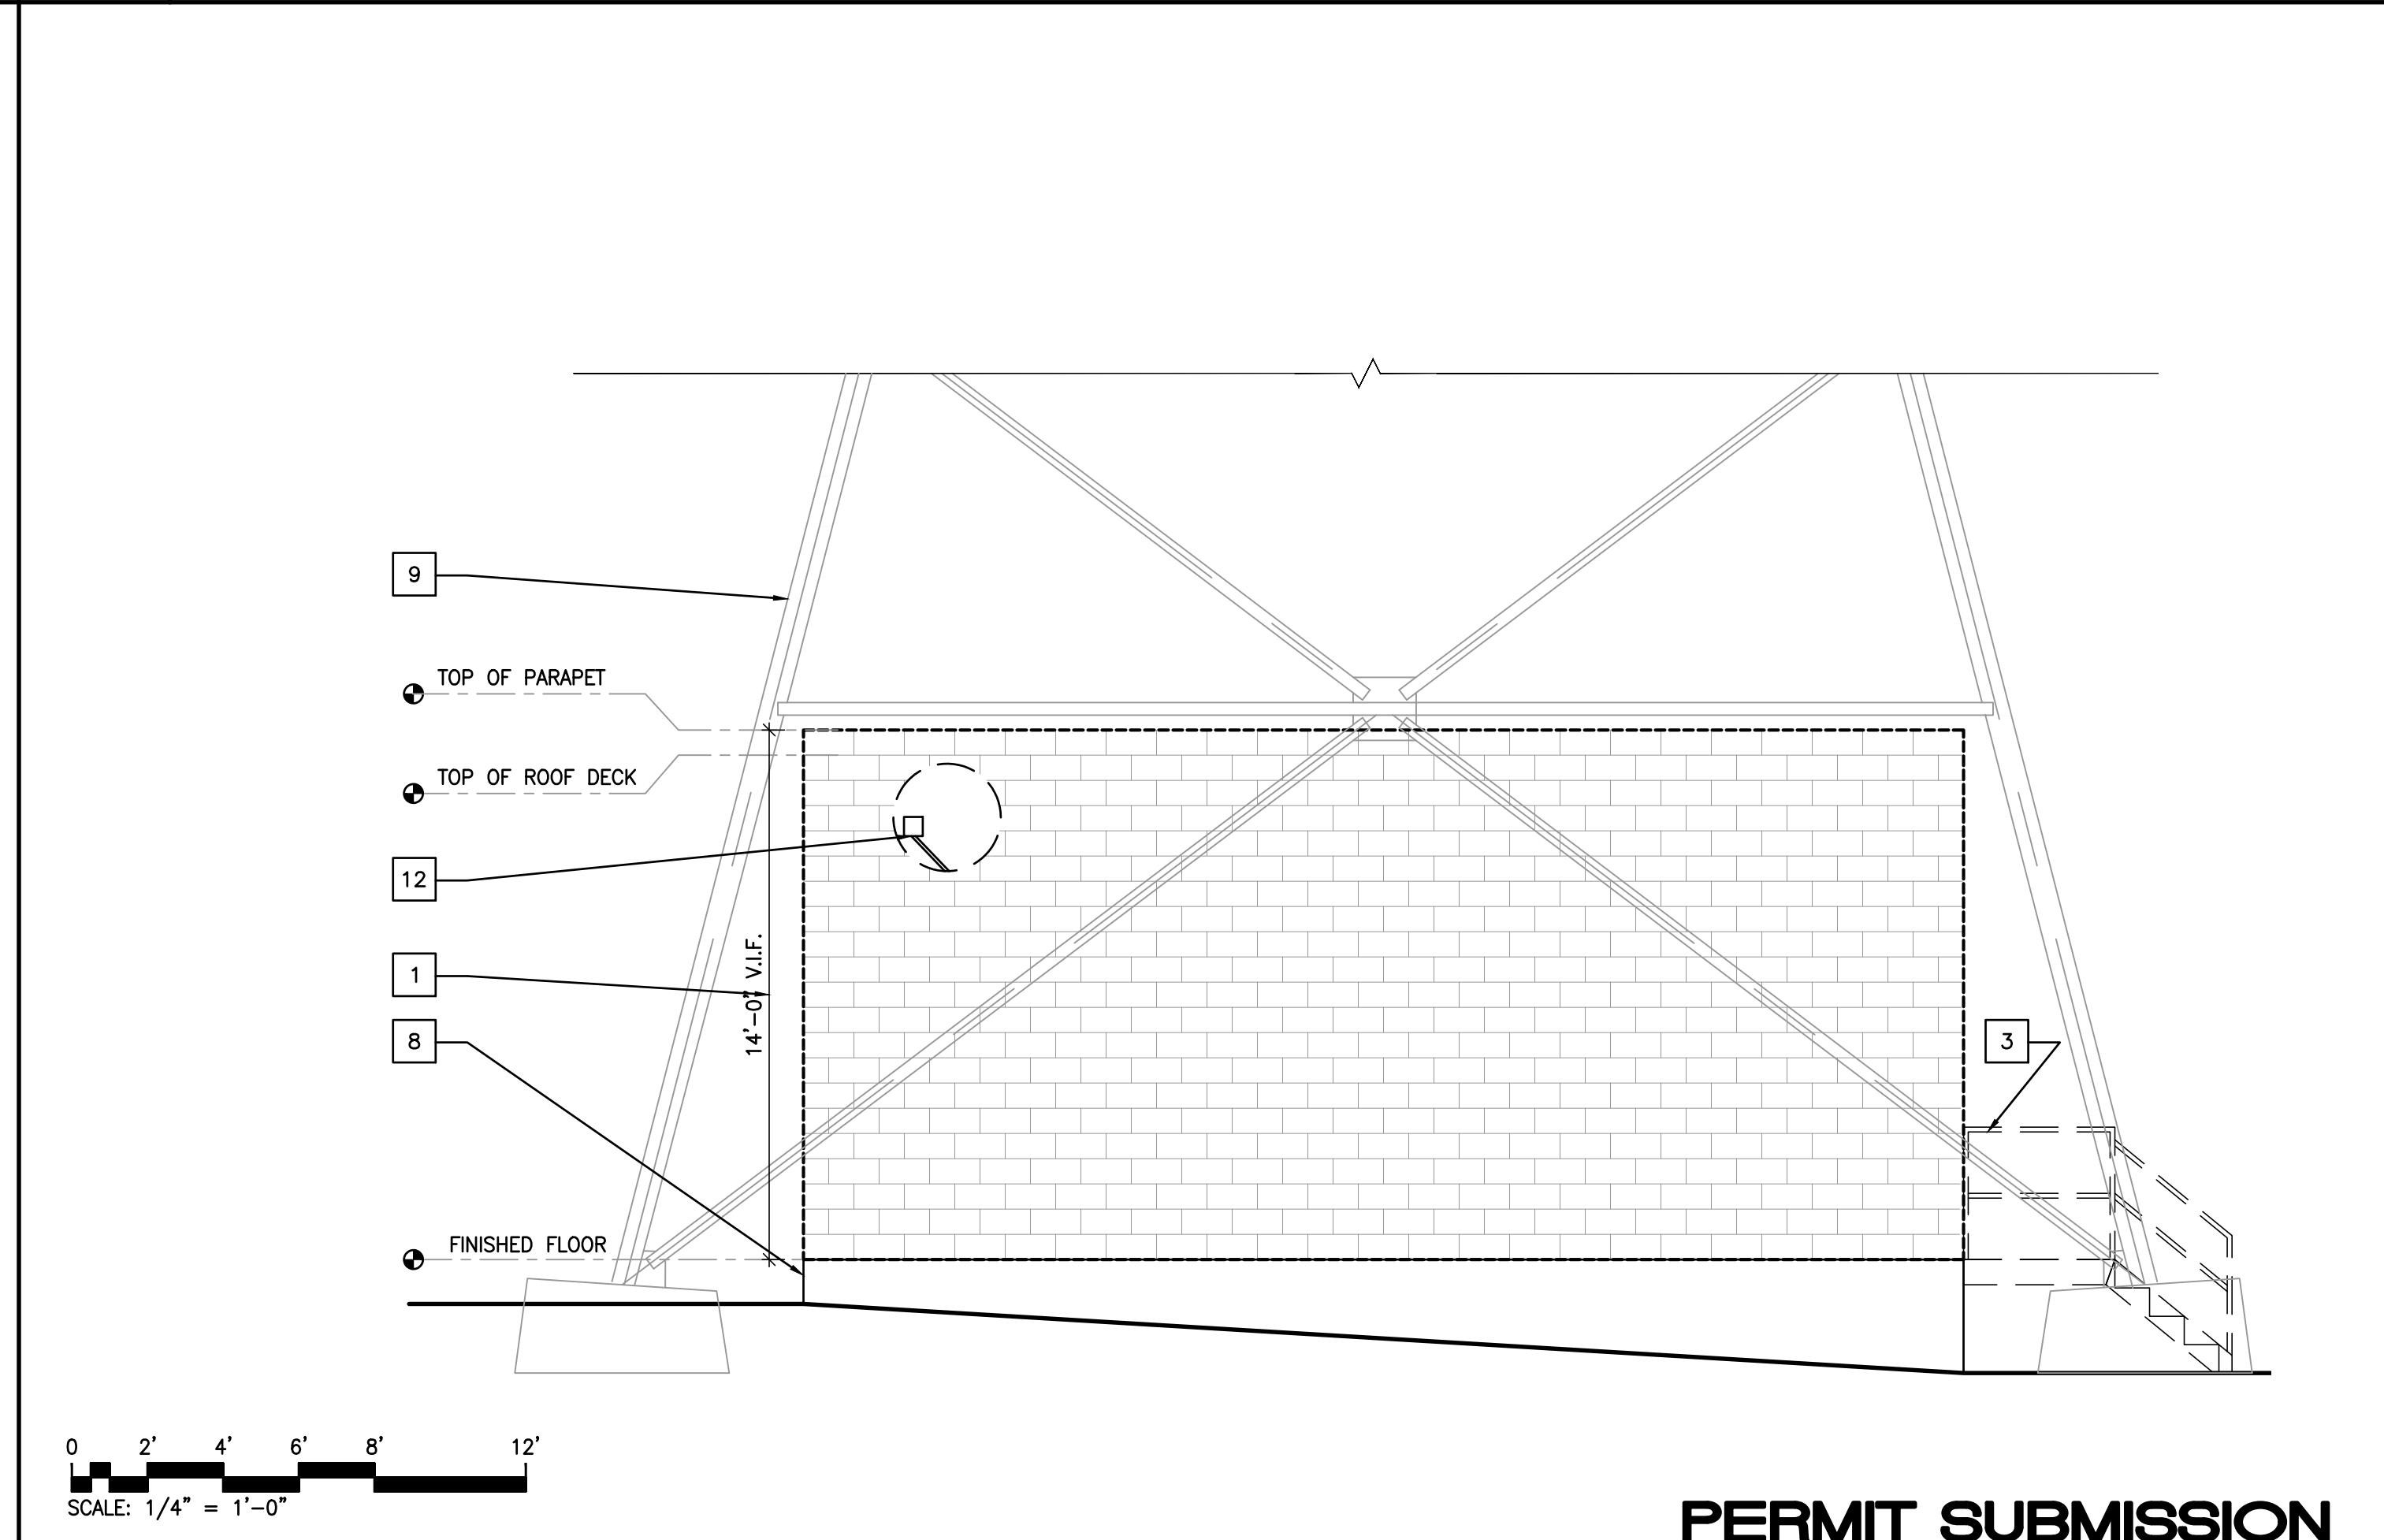 9
TOP OF PARAPET
TOP OF ROOF DECK
12
1
14'-0" V.I.F.
8
3
FINISHED FLOOR
0 2' 4' 6' 8' 12'
SCALE: 1/4" = 1'-0"
PERMIT SUBMISSION